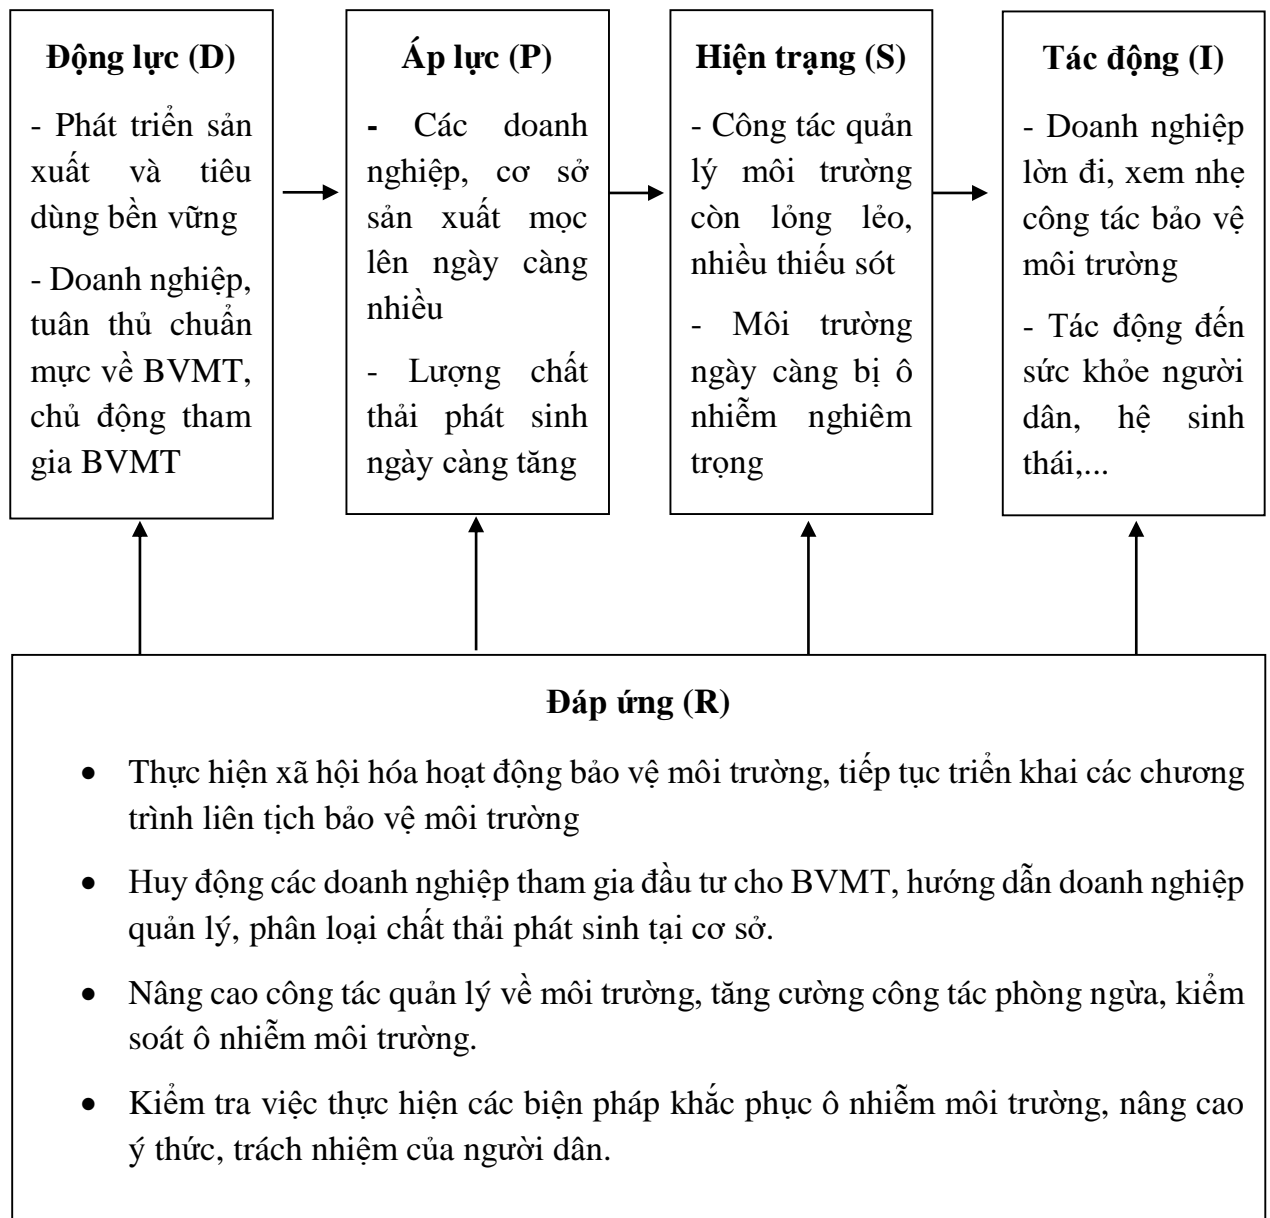 Động lực (D)
- Phát triển sản
xuất và tiêu
dùng bền vững
- Doanh nghiệp,
tuân thủ chuẩn
mực về BVMT,
chủ động tham
gia BVMT
Áp lực (P)
- Các doanh
nghiệp, cơ sở
sản xuất mọc
lên ngày càng
nhiều
- Lượng chất
thải phát sinh
ngày càng tăng
Hiện trạng (S)
- Công tác quản
lý môi trường
còn lỏng lẻo,
nhiều thiếu sót
- Môi trường
ngày càng bị ô
nhiễm nghiêm
trọng
Tác động (I)
- Doanh nghiệp
lờn đi, xem nhẹ
công tác bảo vệ
môi trường
- Tác động đến
sức khỏe người
dân, hệ sinh
thái,...
Đáp ứng (R)
• Thực hiện xã hội hóa hoạt động bảo vệ môi trường, tiếp tục triển khai các chương
trình liên tịch bảo vệ môi trường
• Huy động các doanh nghiệp tham gia đầu tư cho BVMT, hướng dẫn doanh nghiệp
quản lý, phân loại chất thải phát sinh tại cơ sở.
• Nâng cao công tác quản lý về môi trường, tăng cường công tác phòng ngừa, kiểm
soát ô nhiễm môi trường.
• Kiểm tra việc thực hiện các biện pháp khắc phục ô nhiễm môi trường, nâng cao
ý thức, trách nhiệm của người dân.